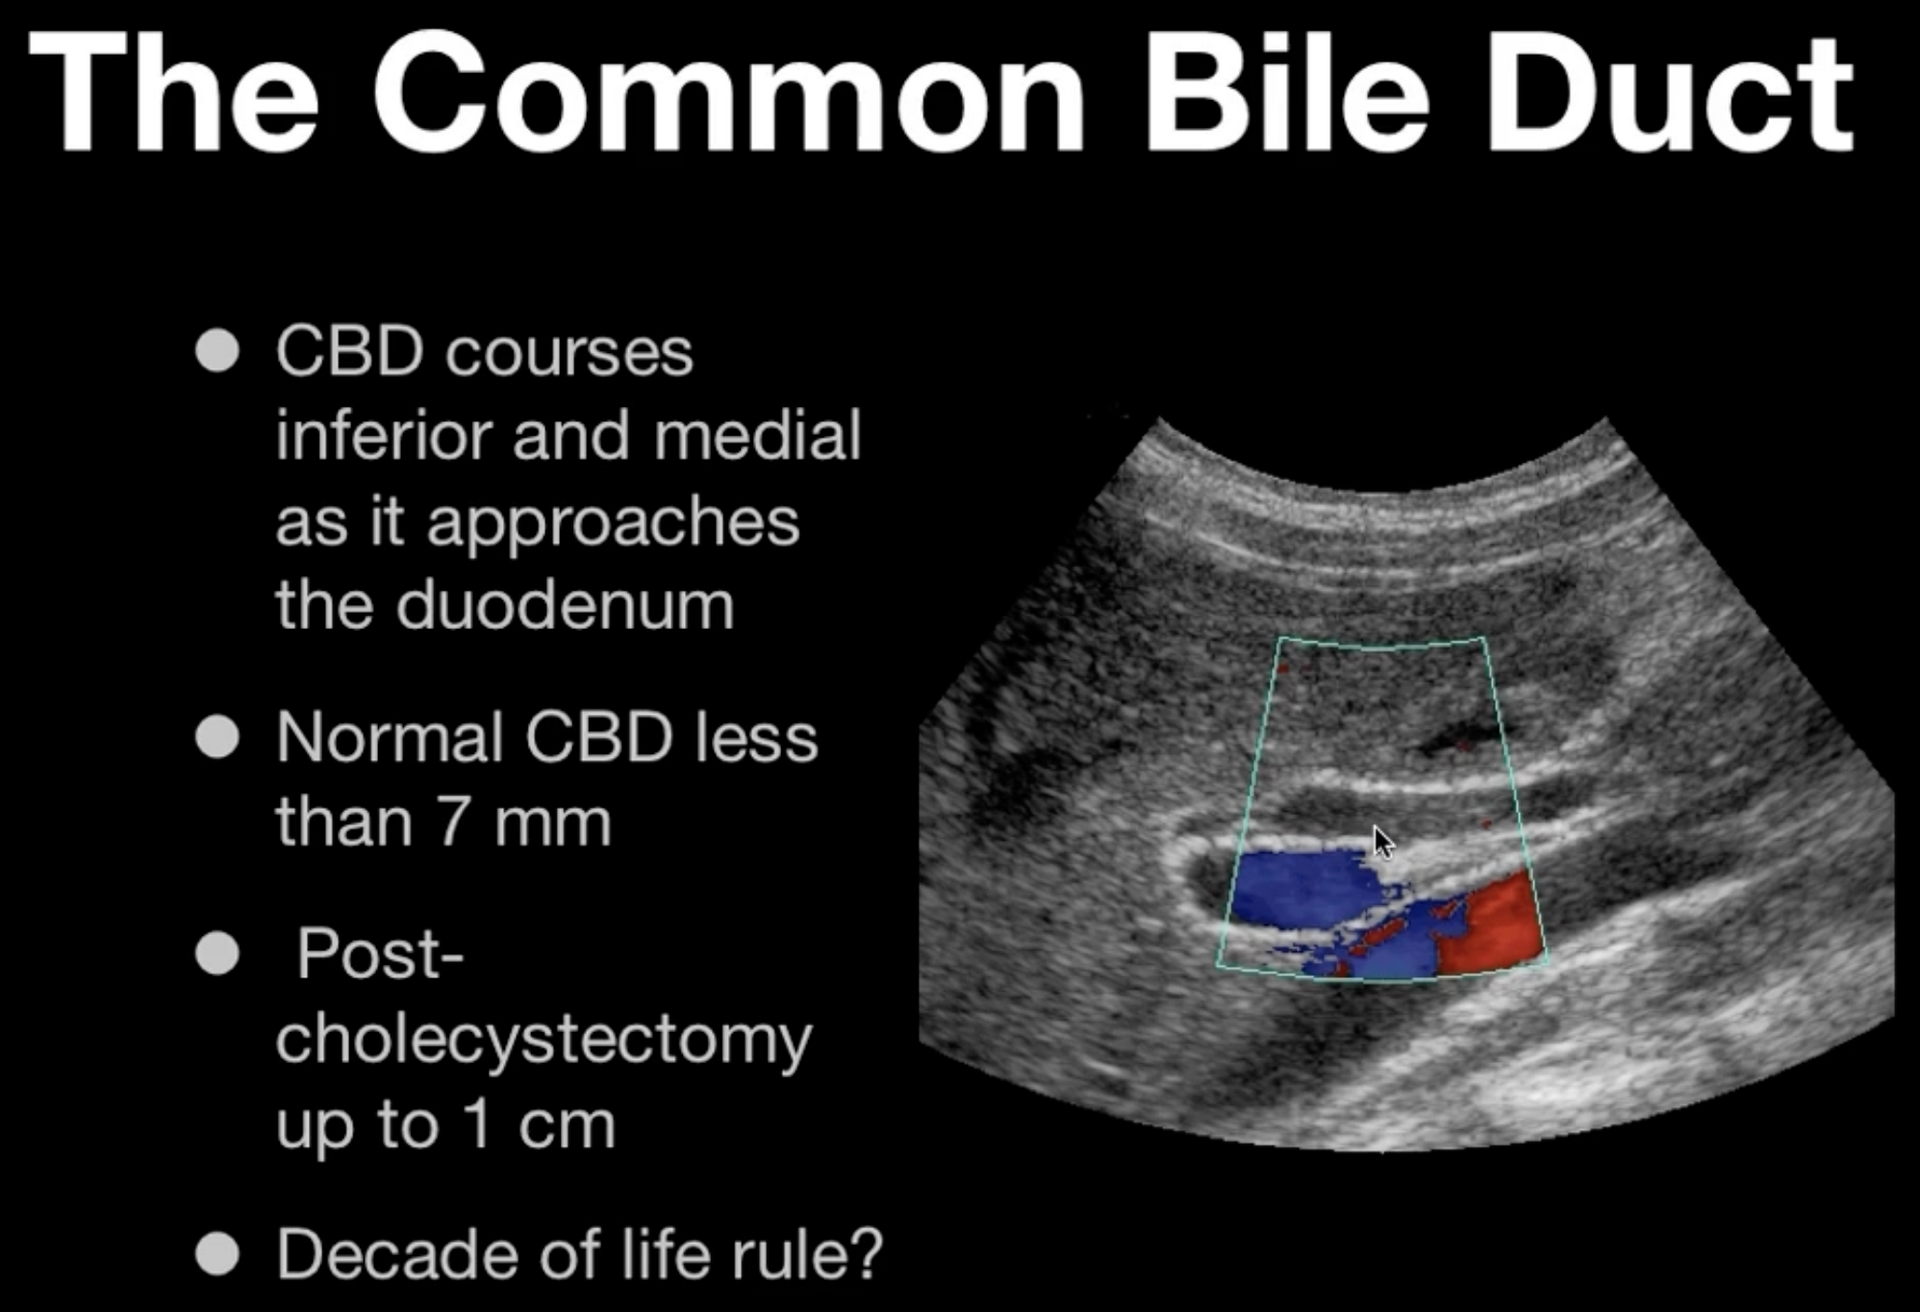 The Common Bile Duct
● CBD courses
inferior and medial
as it approaches
the duodenum
● Normal CBD less
than 7 mm
● Post-
cholecystectomy
up to 1 cm
● Decade of life rule?